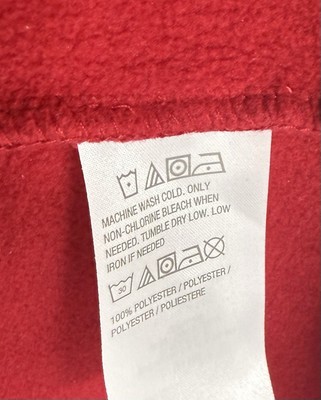 MACHINE WASH COLD. ONLY
NON-CHLORINE BLEACH WHEN
NEEDED. TUMBLE DRY LOW. LOW
IRON IF NEEDED
30
100% POLYESTER / POLYESTER /
POLYESTER / POLIESTERE